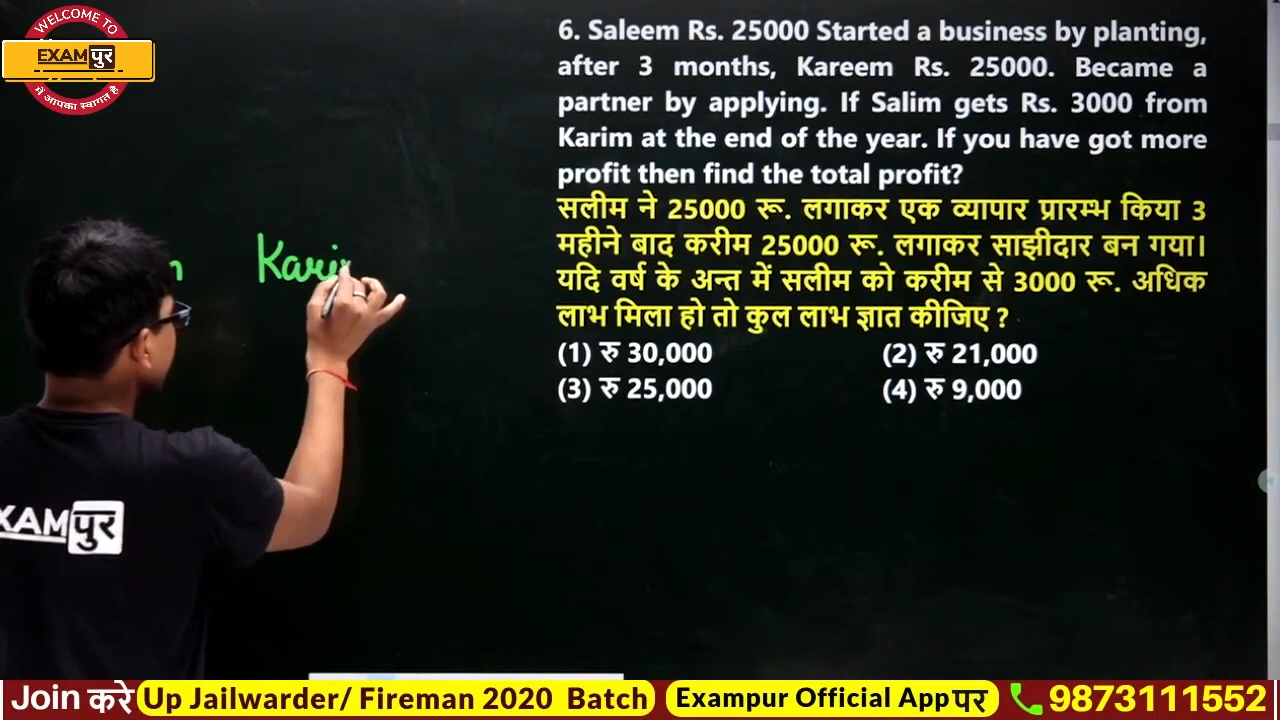 WELCOME TO
EXAMपुर
में आपका स्वागत है
6. Saleem Rs. 25000 Started a business by planting,
after 3 months, Kareem Rs. 25000. Became a
partner by applying. If Salim gets Rs. 3000 from
Karim at the end of the year. If you have got more
profit then find the total profit?
सलीम ने 25000 रू. लगाकर एक व्यापार प्रारम्भ किया 3
महीने बाद करीम 25000 रू. लगाकर साझीदार बन गया।
यदि वर्ष के अन्त में सलीम को करीम से 3000 रू. अधिक
लाभ मिला हो तो कुल लाभ ज्ञात कीजिए ?
(1) रु 30,000 (2) रु 21,000
(3) रु 25,000 (4) रु 9,000
XAMपुर
Join करे Up Jailwarder/ Fireman 2020 Batch Exampur Official App पर 9873111552